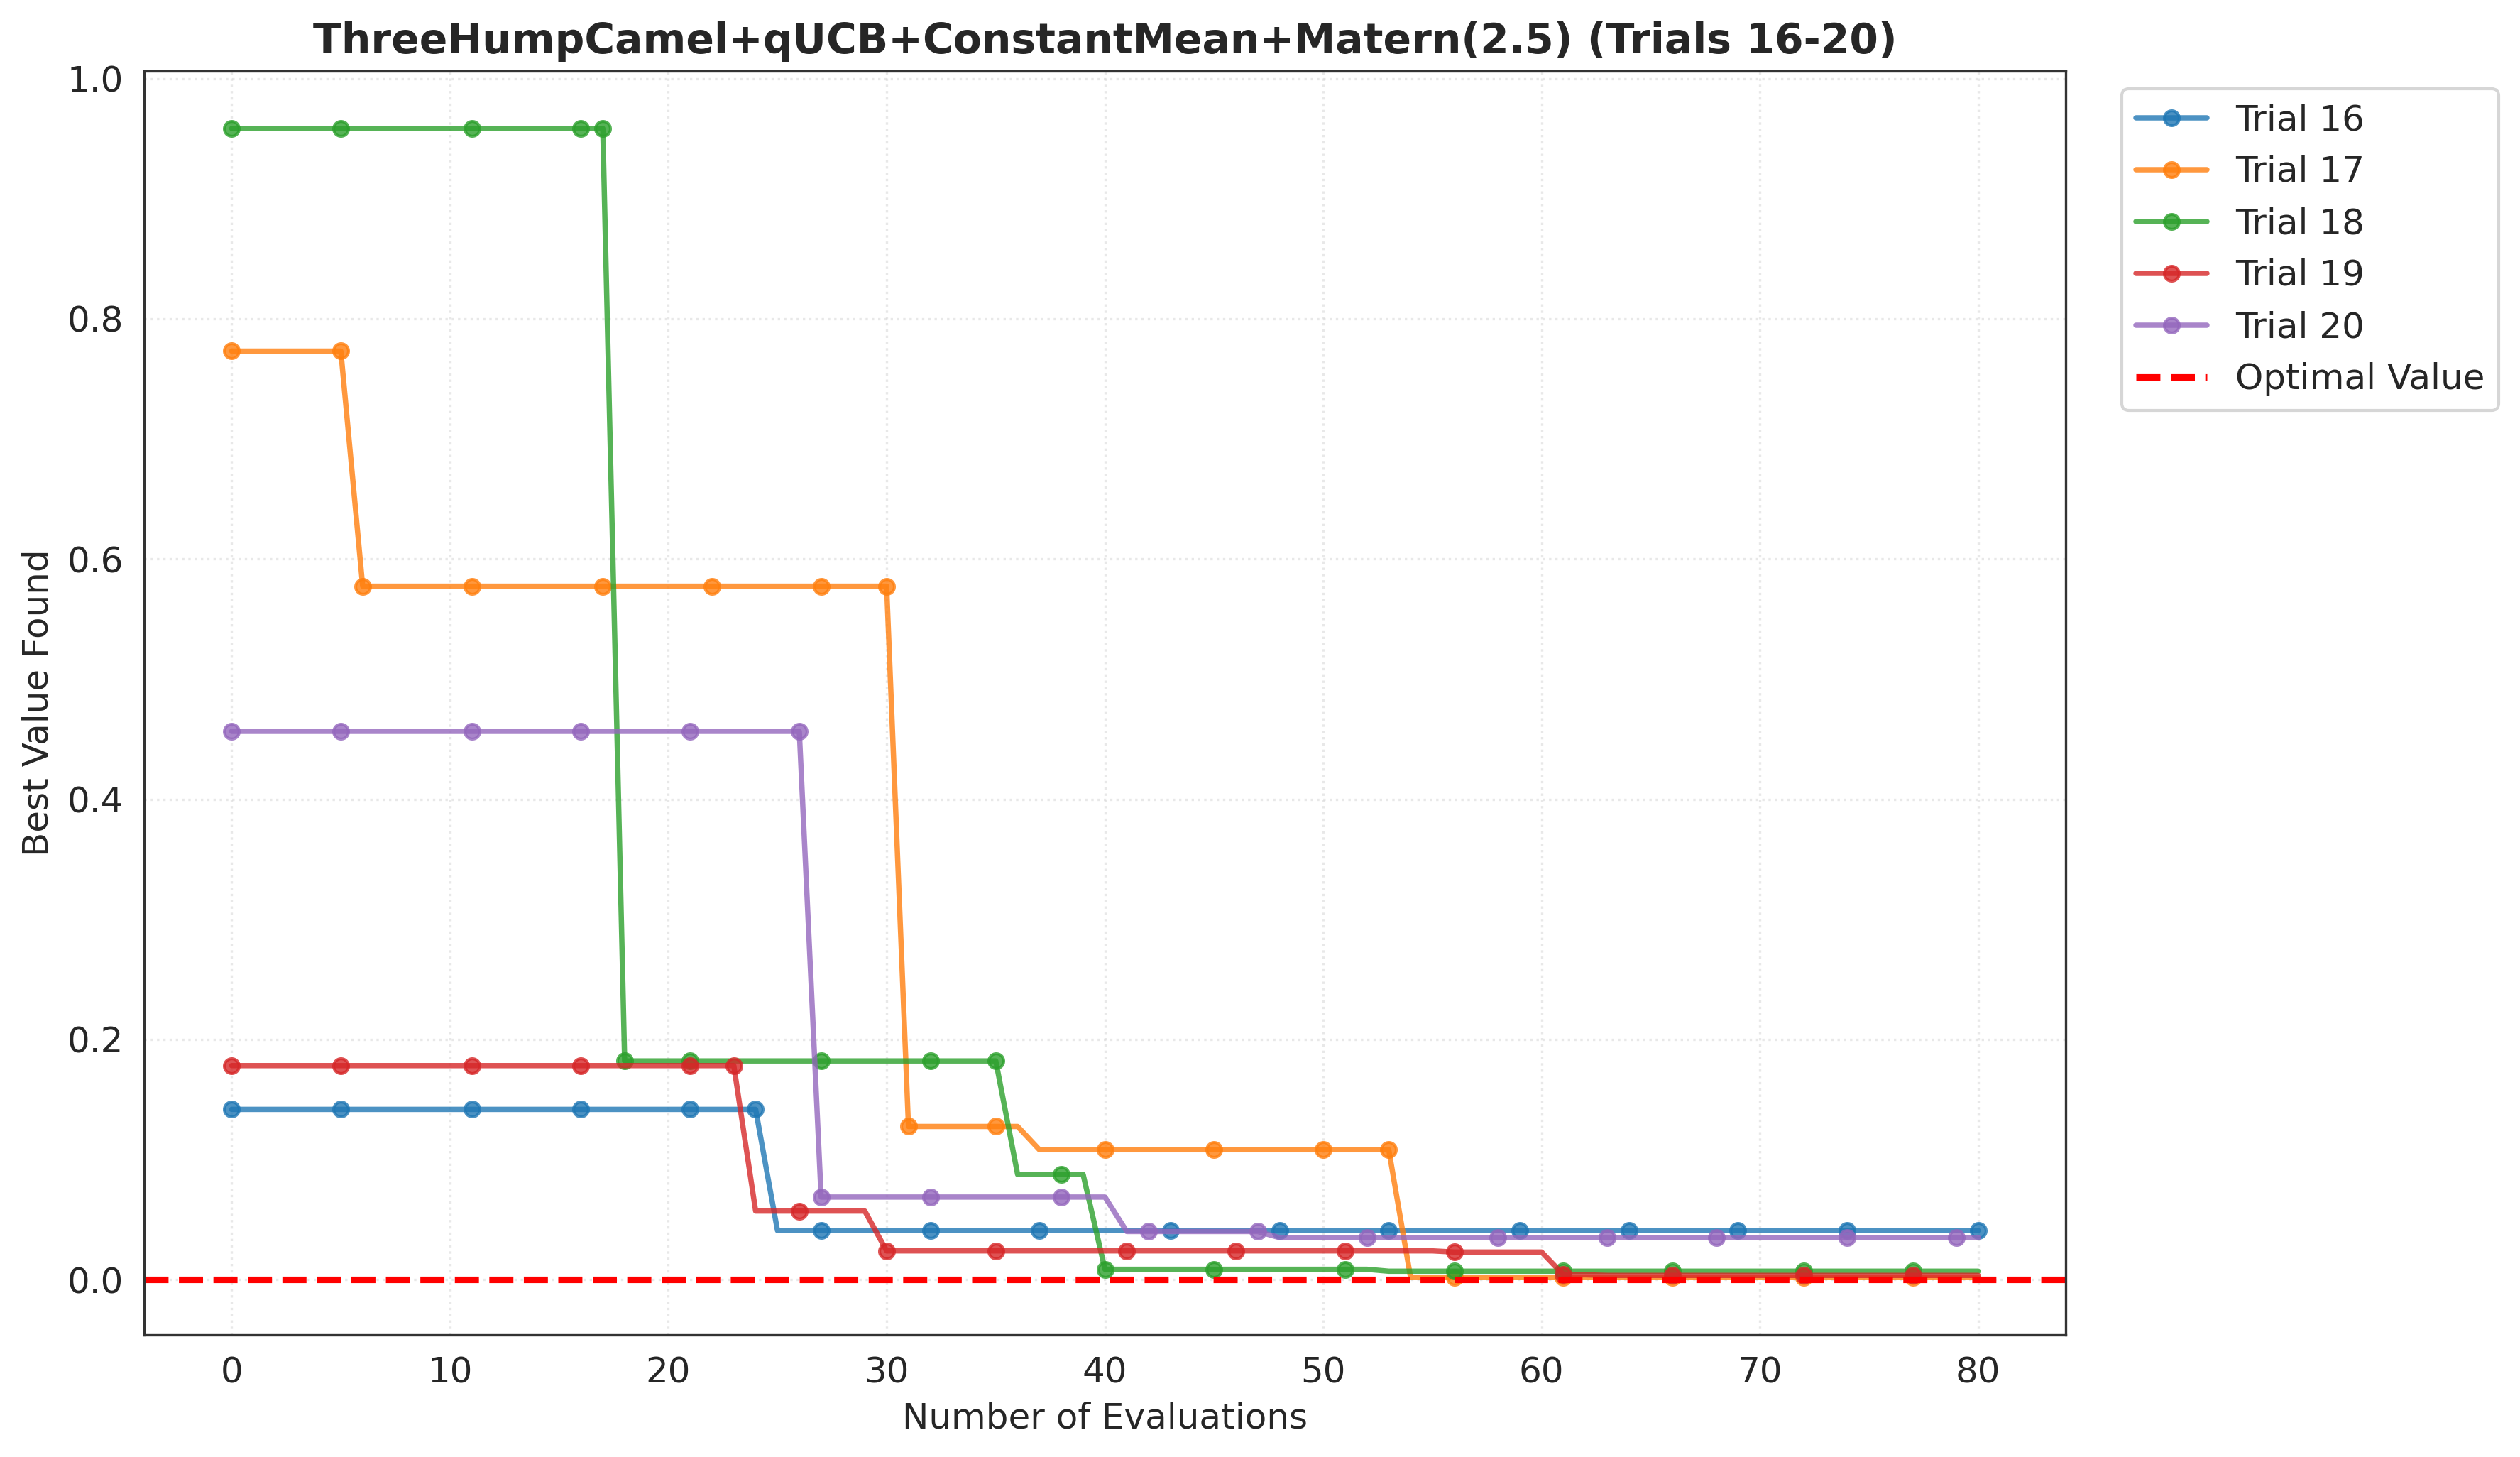 ThreeHumpCamel+qUCB+ConstantMean+Matern(2.5) (Trials 16-20)
1.0
0.8
0.6
0.4
0.2
0.0
Best Value Found
0 10 20 30 40 50 60 70 80
Number of Evaluations
Trial 16
Trial 17
Trial 18
Trial 19
Trial 20
Optimal Value